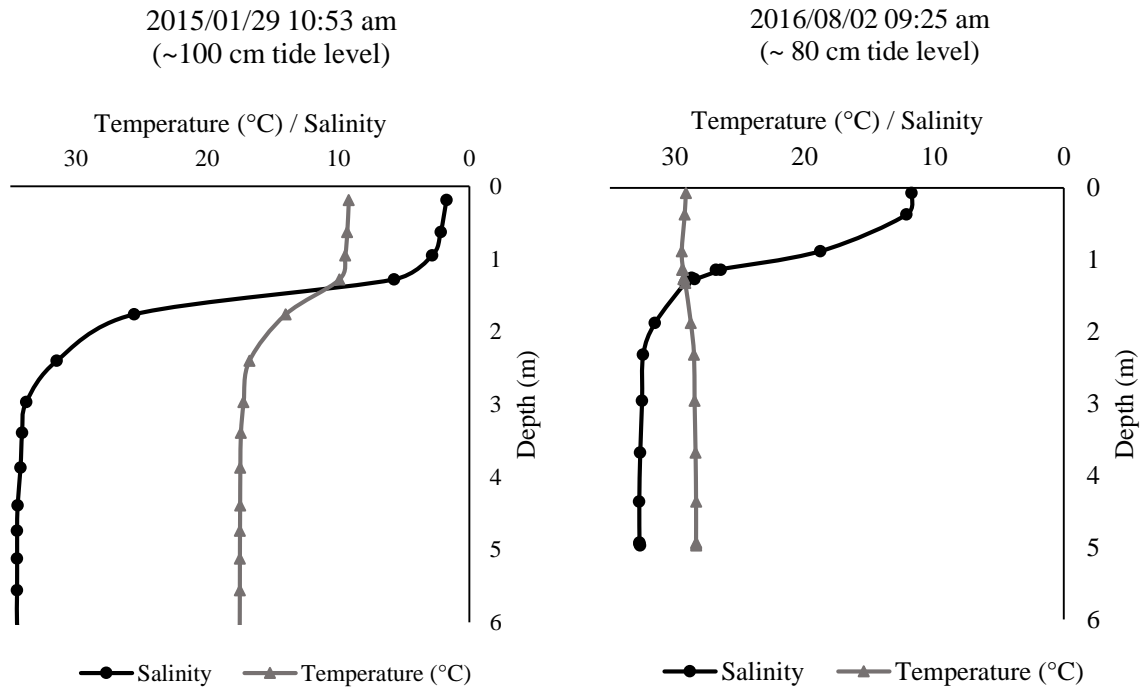 2015/01/29 10:53 am
(~100 cm tide level)
Temperature (°C) / Salinity
30 20 10 0
0
1
2
3
4
5
6
Depth (m)
Salinity Temperature (°C)
2016/08/02 09:25 am
(~ 80 cm tide level)
Temperature (°C) / Salinity
30 20 10 0
0
1
2
3
4
5
6
Depth (m)
Salinity Temperature (°C)